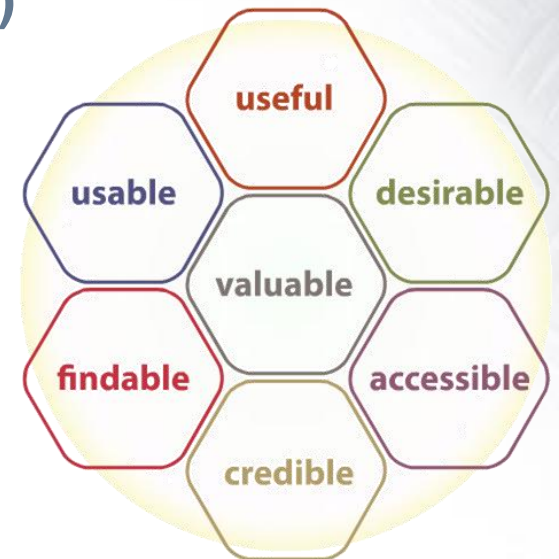 )
useful
usable
desirable
valuable
findable
accessible
credible